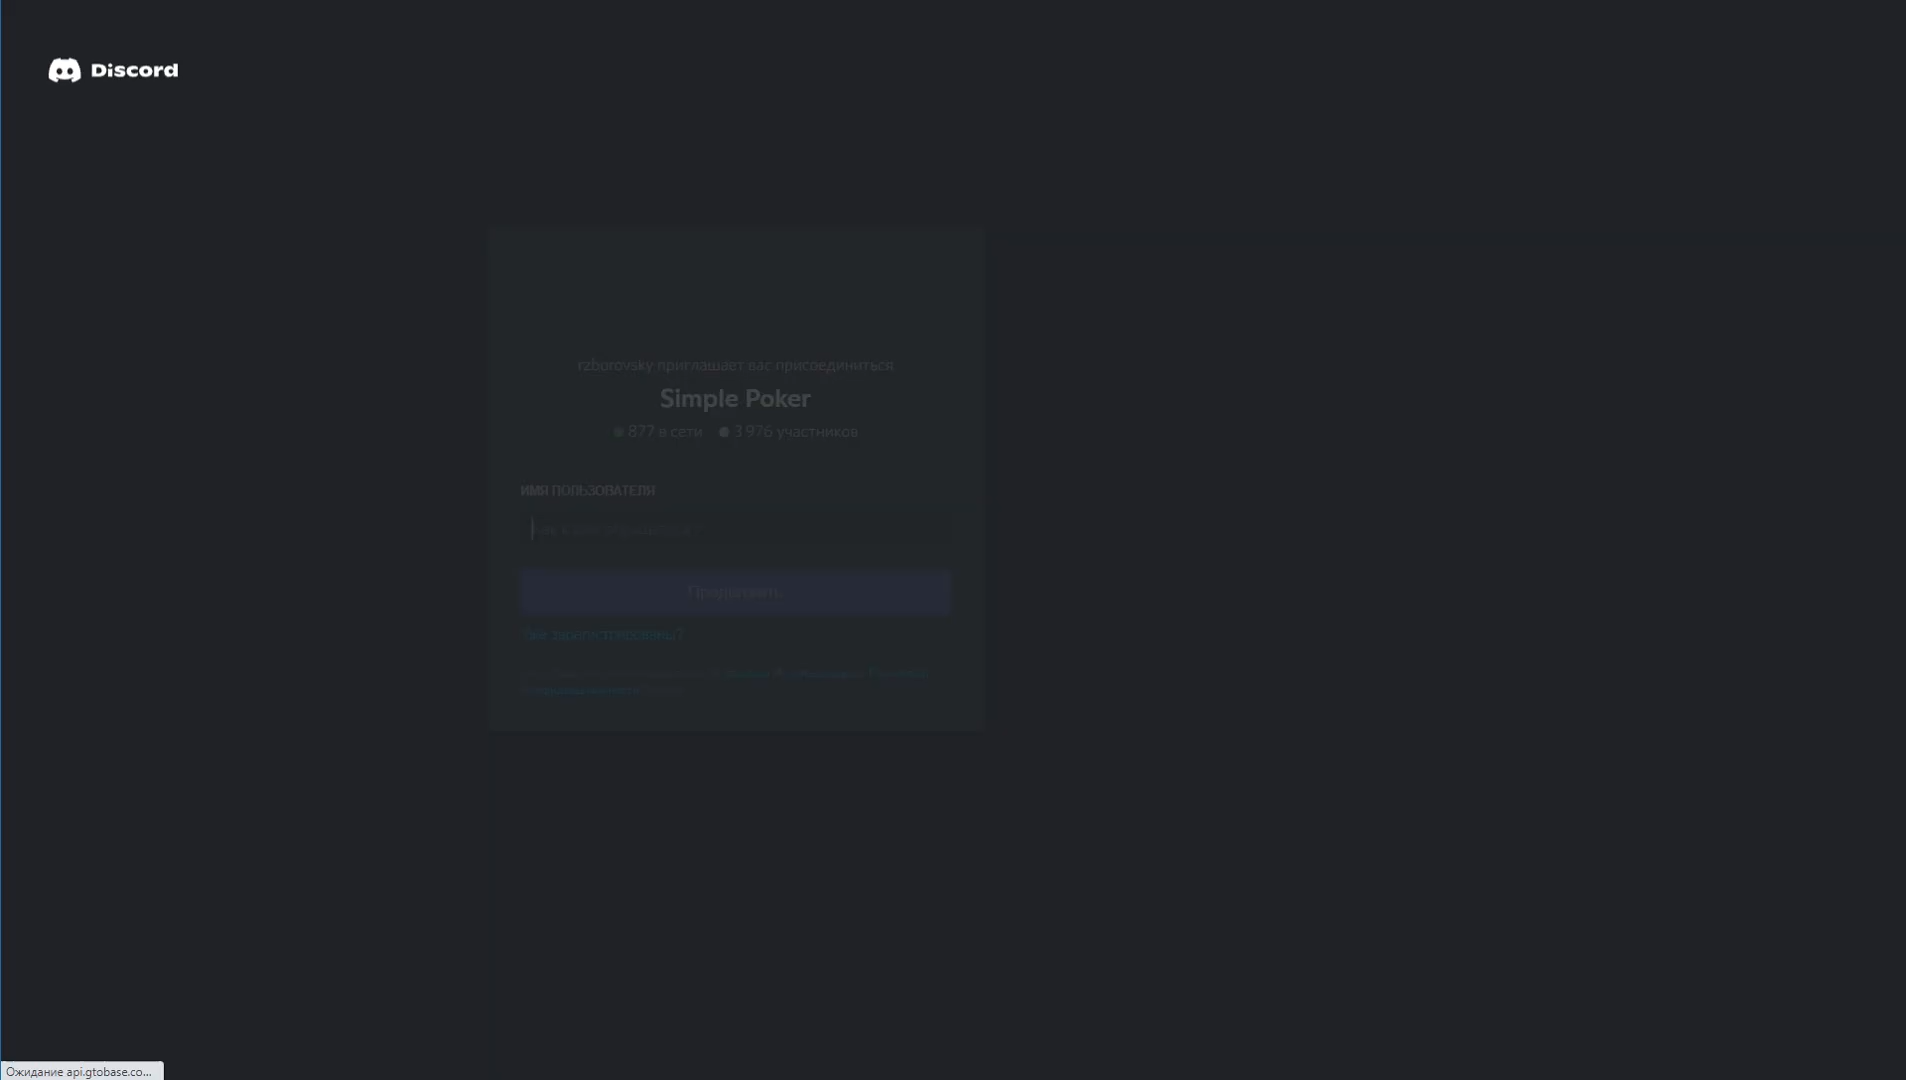 Discord
rzborovsky приглашает вас присоединиться
Simple Poker
877 в сети 3 976 участников
ИМЯ ПОЛЬЗОВАТЕЛЯ
Продолжить
Уже зарегистрированы?
Ожидание api.gtobase.co...